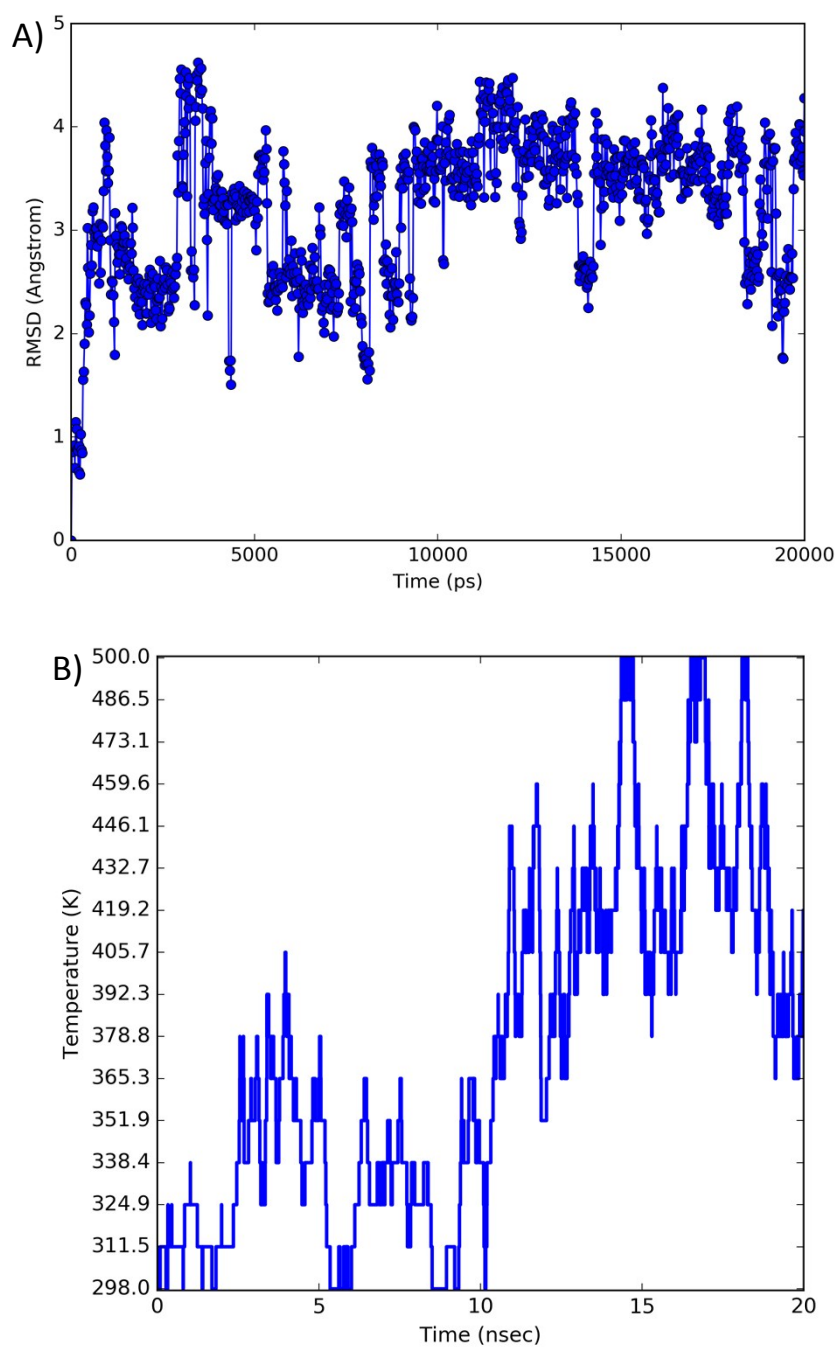 A)
5
4
3
2
1
0
RMSD (Angstrom)
0 5000 10000 15000 20000
Time (ps)
B)
500.0
486.5
473.1
459.6
446.1
432.7
419.2
405.7
392.3
378.8
365.3
351.9
338.4
324.9
311.5
298.0
Temperature (K)
0 5 10 15 20
Time (nsec)